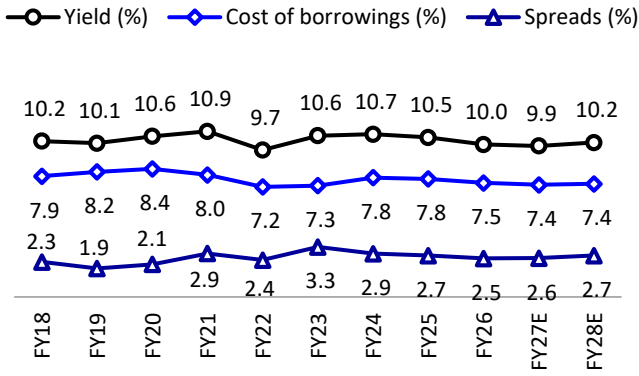 Yield (%) Cost of borrowings (%) Spreads (%)
10.2 10.1 10.6 10.9 9.7 10.6 10.7 10.5 10.0 9.9 10.2
7.9 8.2 8.4 8.0 7.2 7.3 7.8 7.8 7.5 7.4 7.4
2.3 1.9 2.1 2.9 2.4 3.3 2.9 2.7 2.5 2.6 2.7
FY18 FY19 FY20 FY21 FY22 FY23 FY24 FY25 FY26 FY27E FY28E